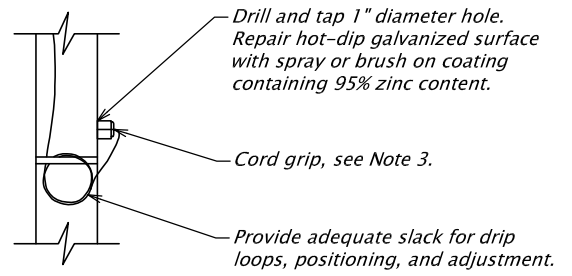 Drill and tap 1" diameter hole.
Repair hot-dip galvanized surface
with spray or brush on coating
containing 95% zinc content.
Cord grip, see Note 3.
Provide adequate slack for drip
loops, positioning, and adjustment.